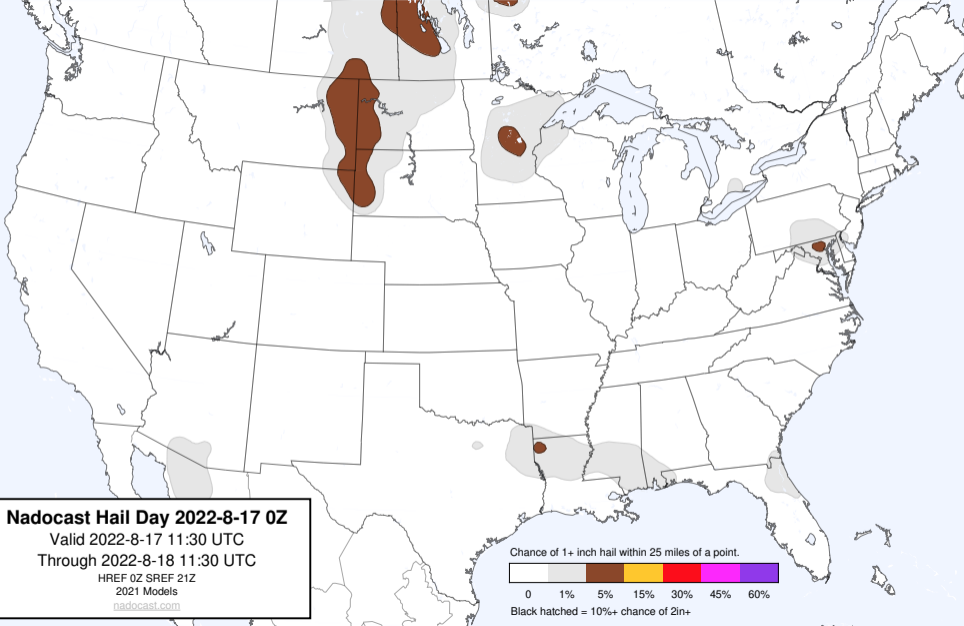 Nadocast Hail Day 2022-8-17 0Z
Valid 2022-8-17 11:30 UTC
Through 2022-8-18 11:30 UTC
HREF 0Z SREF 21Z
2021 Models
nadocast.com
Chance of 1+ inch hail within 25 miles of a point.
0 1% 5% 15% 30% 45% 60%
Black hatched = 10%+ chance of 2in+